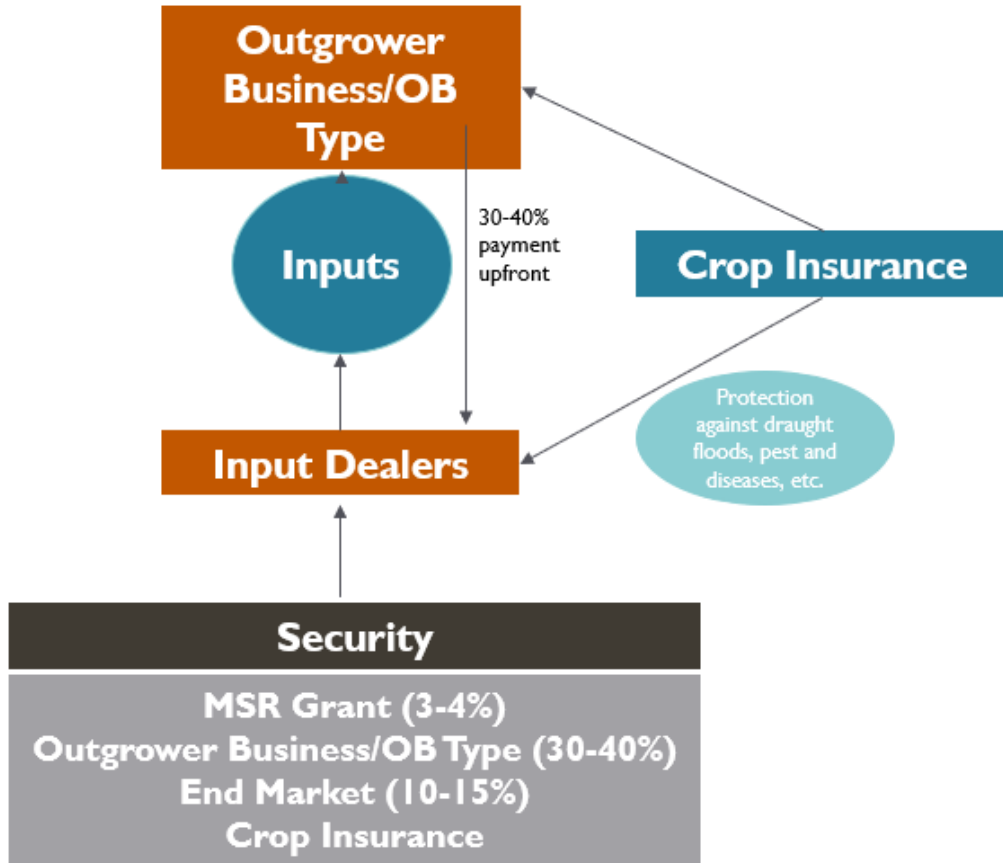 Outgrower
Business/OB
Type
30-40%
payment
upfront
Inputs
Crop Insurance
Protection
against draught
floods, pest and
diseases, etc.
Input Dealers
Security
MSR Grant (3-4%)
Outgrower Business/OB Type (30-40%)
End Market (10-15%)
Crop Insurance